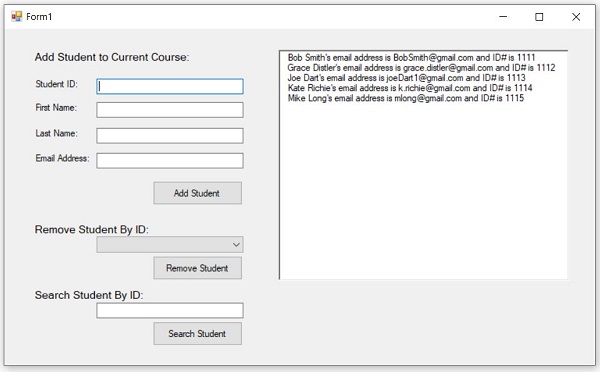 Form1
Add Student to Current Course:
Student ID:
First Name:
Last Name:
Email Address:
Add Student
Remove Student By ID:
Remove Student
Search Student By ID:
Search Student
Bob Smith's email address is BobSmith@gmail.com and ID# is 1111
Grace Distler's email address is grace.distler@gmail.com and ID# is 1112
Joe Dart's email address is joeDart1@gmail.com and ID# is 1113
Kate Richie's email address is k.richie@gmail.com and ID# is 1114
Mike Long's email address is mlong@gmail.com and ID# is 1115